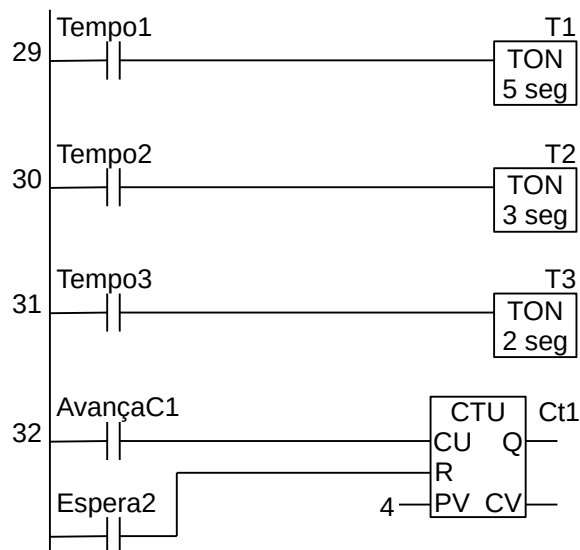 Tempo1 T1
29 TON
5 seg
Tempo2 T2
30 TON
3 seg
Tempo3 T3
31 TON
2 seg
AvançaC1 CTU Ct1
32 CU Q
R
Espera2 4 PV CV